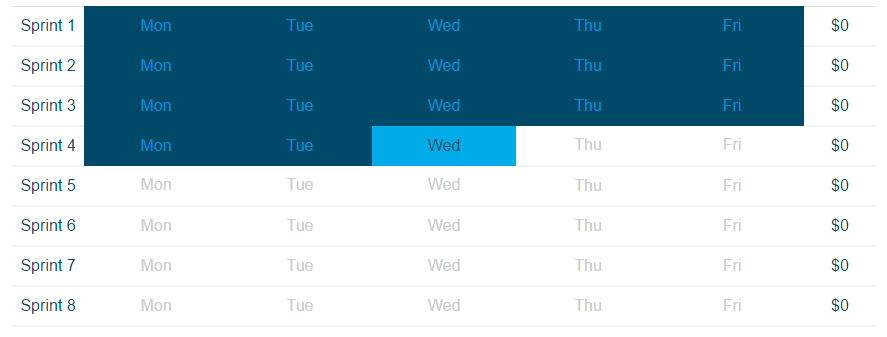 Sprint 1 Mon Tue Wed Thu Fri $0
Sprint 2 Mon Tue Wed Thu Fri $0
Sprint 3 Mon Tue Wed Thu Fri $0
Sprint 4 Mon Tue Wed Thu Fri $0
Sprint 5 Mon Tue Wed Thu Fri $0
Sprint 6 Mon Tue Wed Thu Fri $0
Sprint 7 Mon Tue Wed Thu Fri $0
Sprint 8 Mon Tue Wed Thu Fri $0